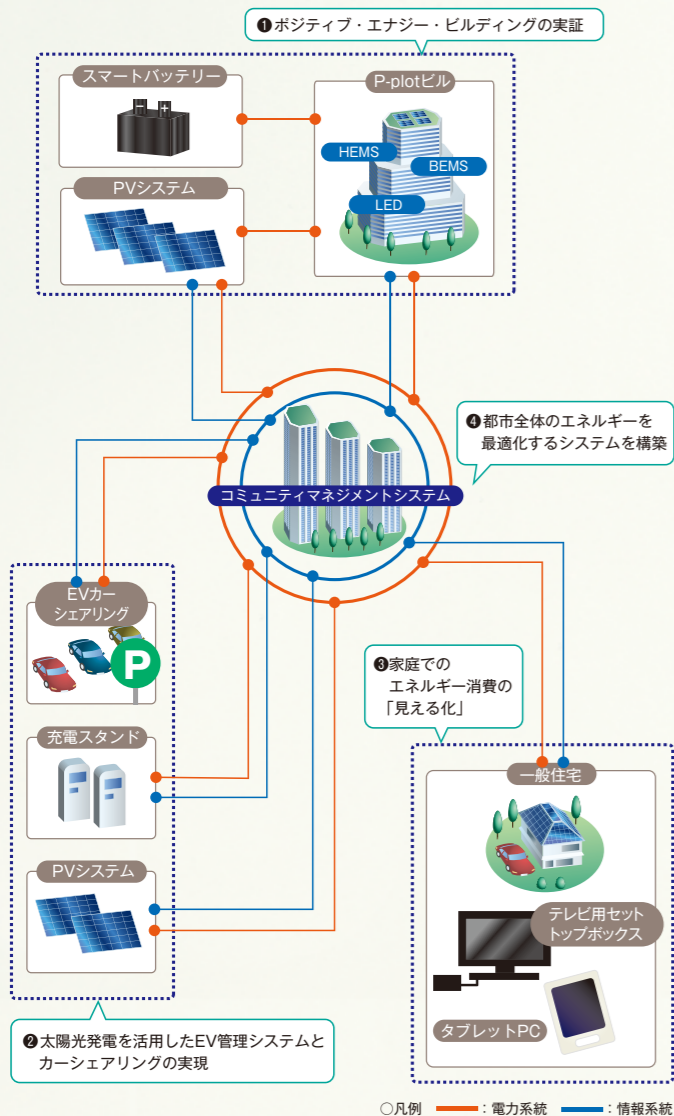 ❶ポジティブ・エナジー・ビルディングの実証
スマートバッテリー
P-plotビル
HEMS
BEMS
LED
PVシステム
❹都市全体のエネルギーを
最適化するシステムを構築
コミュニティマネジメントシステム
EVカー
シェアリング
P
充電スタンド
PVシステム
❷太陽光発電を活用したEV管理システムと
カーシェアリングの実現
❸家庭での
エネルギー消費の
「見える化」
一般住宅
テレビ用セット
トップボックス
タブレットPC
○凡例 ━━:電力系統 ━━:情報系統